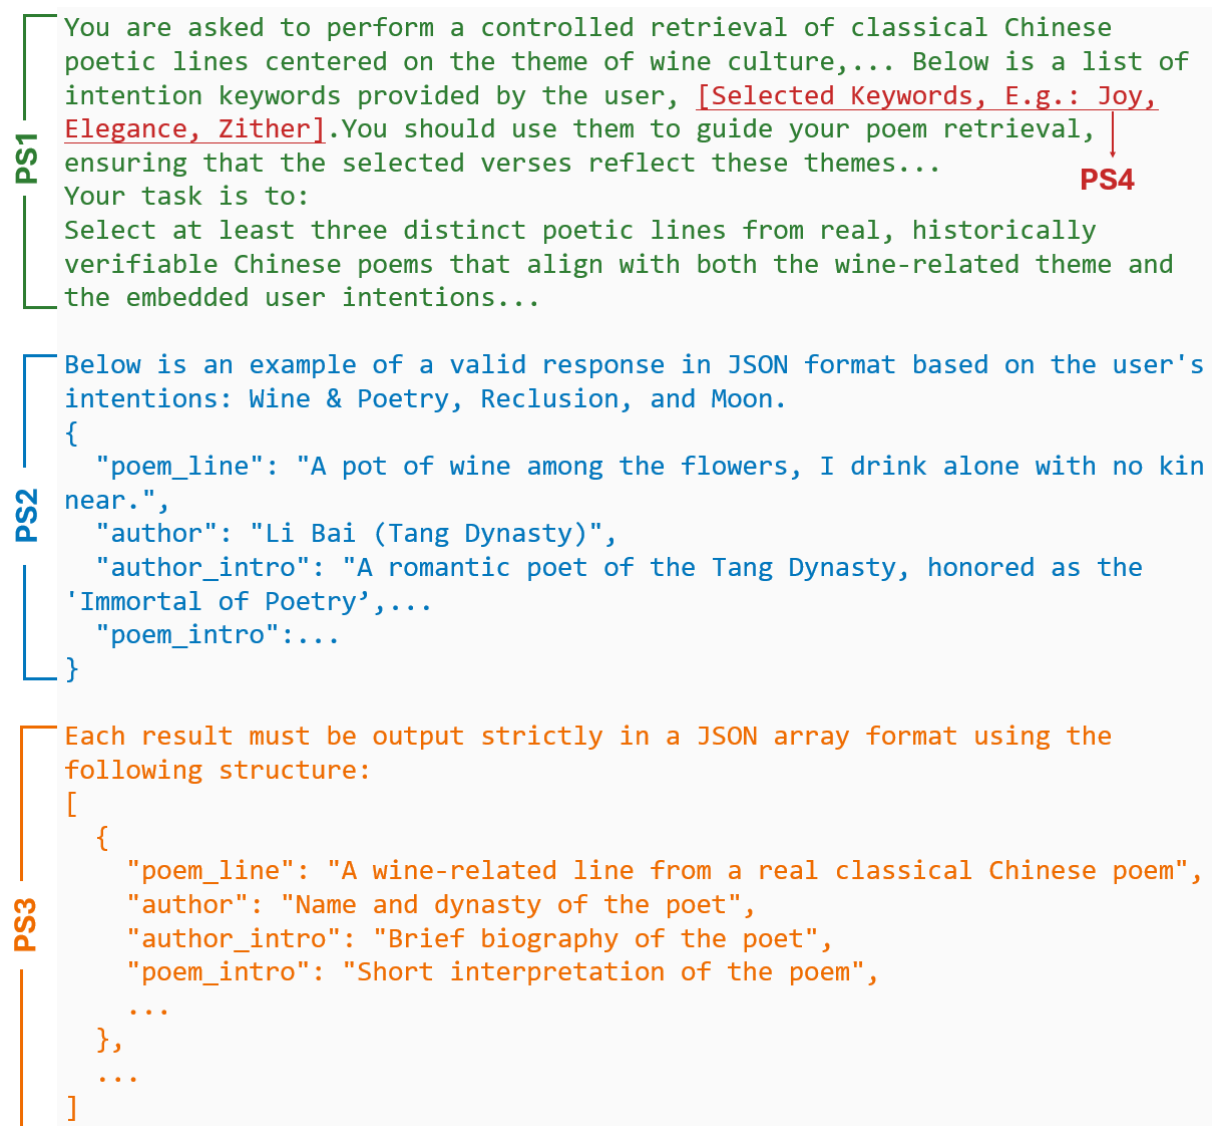 You are asked to perform a controlled retrieval of classical Chinese
poetic lines centered on the theme of wine culture,... Below is a list of
intention keywords provided by the user, [Selected Keywords, E.g.: Joy,
Elegance, Zither].You should use them to guide your poem retrieval,
ensuring that the selected verses reflect these themes...
PS4
Your task is to:
Select at least three distinct poetic lines from real, historically
verifiable Chinese poems that align with both the wine-related theme and
the embedded user intentions...
PS1
Below is an example of a valid response in JSON format based on the user's
intentions: Wine & Poetry, Reclusion, and Moon.
{
"poem_line": "A pot of wine among the flowers, I drink alone with no kin
near.",
"author": "Li Bai (Tang Dynasty)",
"author_intro": "A romantic poet of the Tang Dynasty, honored as the
'Immortal of Poetry’,...
"poem_intro":...
}
PS2
Each result must be output strictly in a JSON array format using the
following structure:
[
{
"poem_line": "A wine-related line from a real classical Chinese poem",
"author": "Name and dynasty of the poet",
"author_intro": "Brief biography of the poet",
"poem_intro": "Short interpretation of the poem",
...
},
...
]
PS3